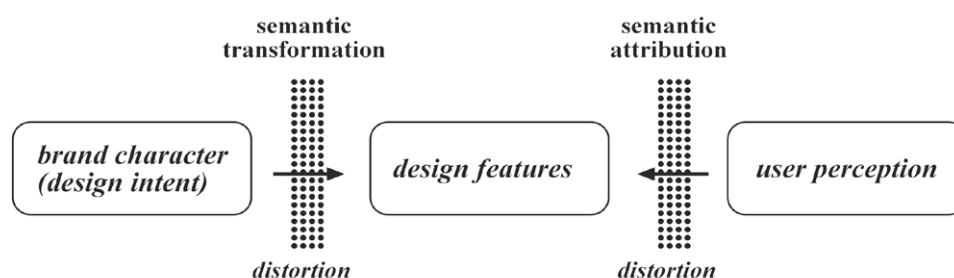 semantic
transformation
semantic
attribution
brand character
(design intent)
design features
user perception
distortion
distortion